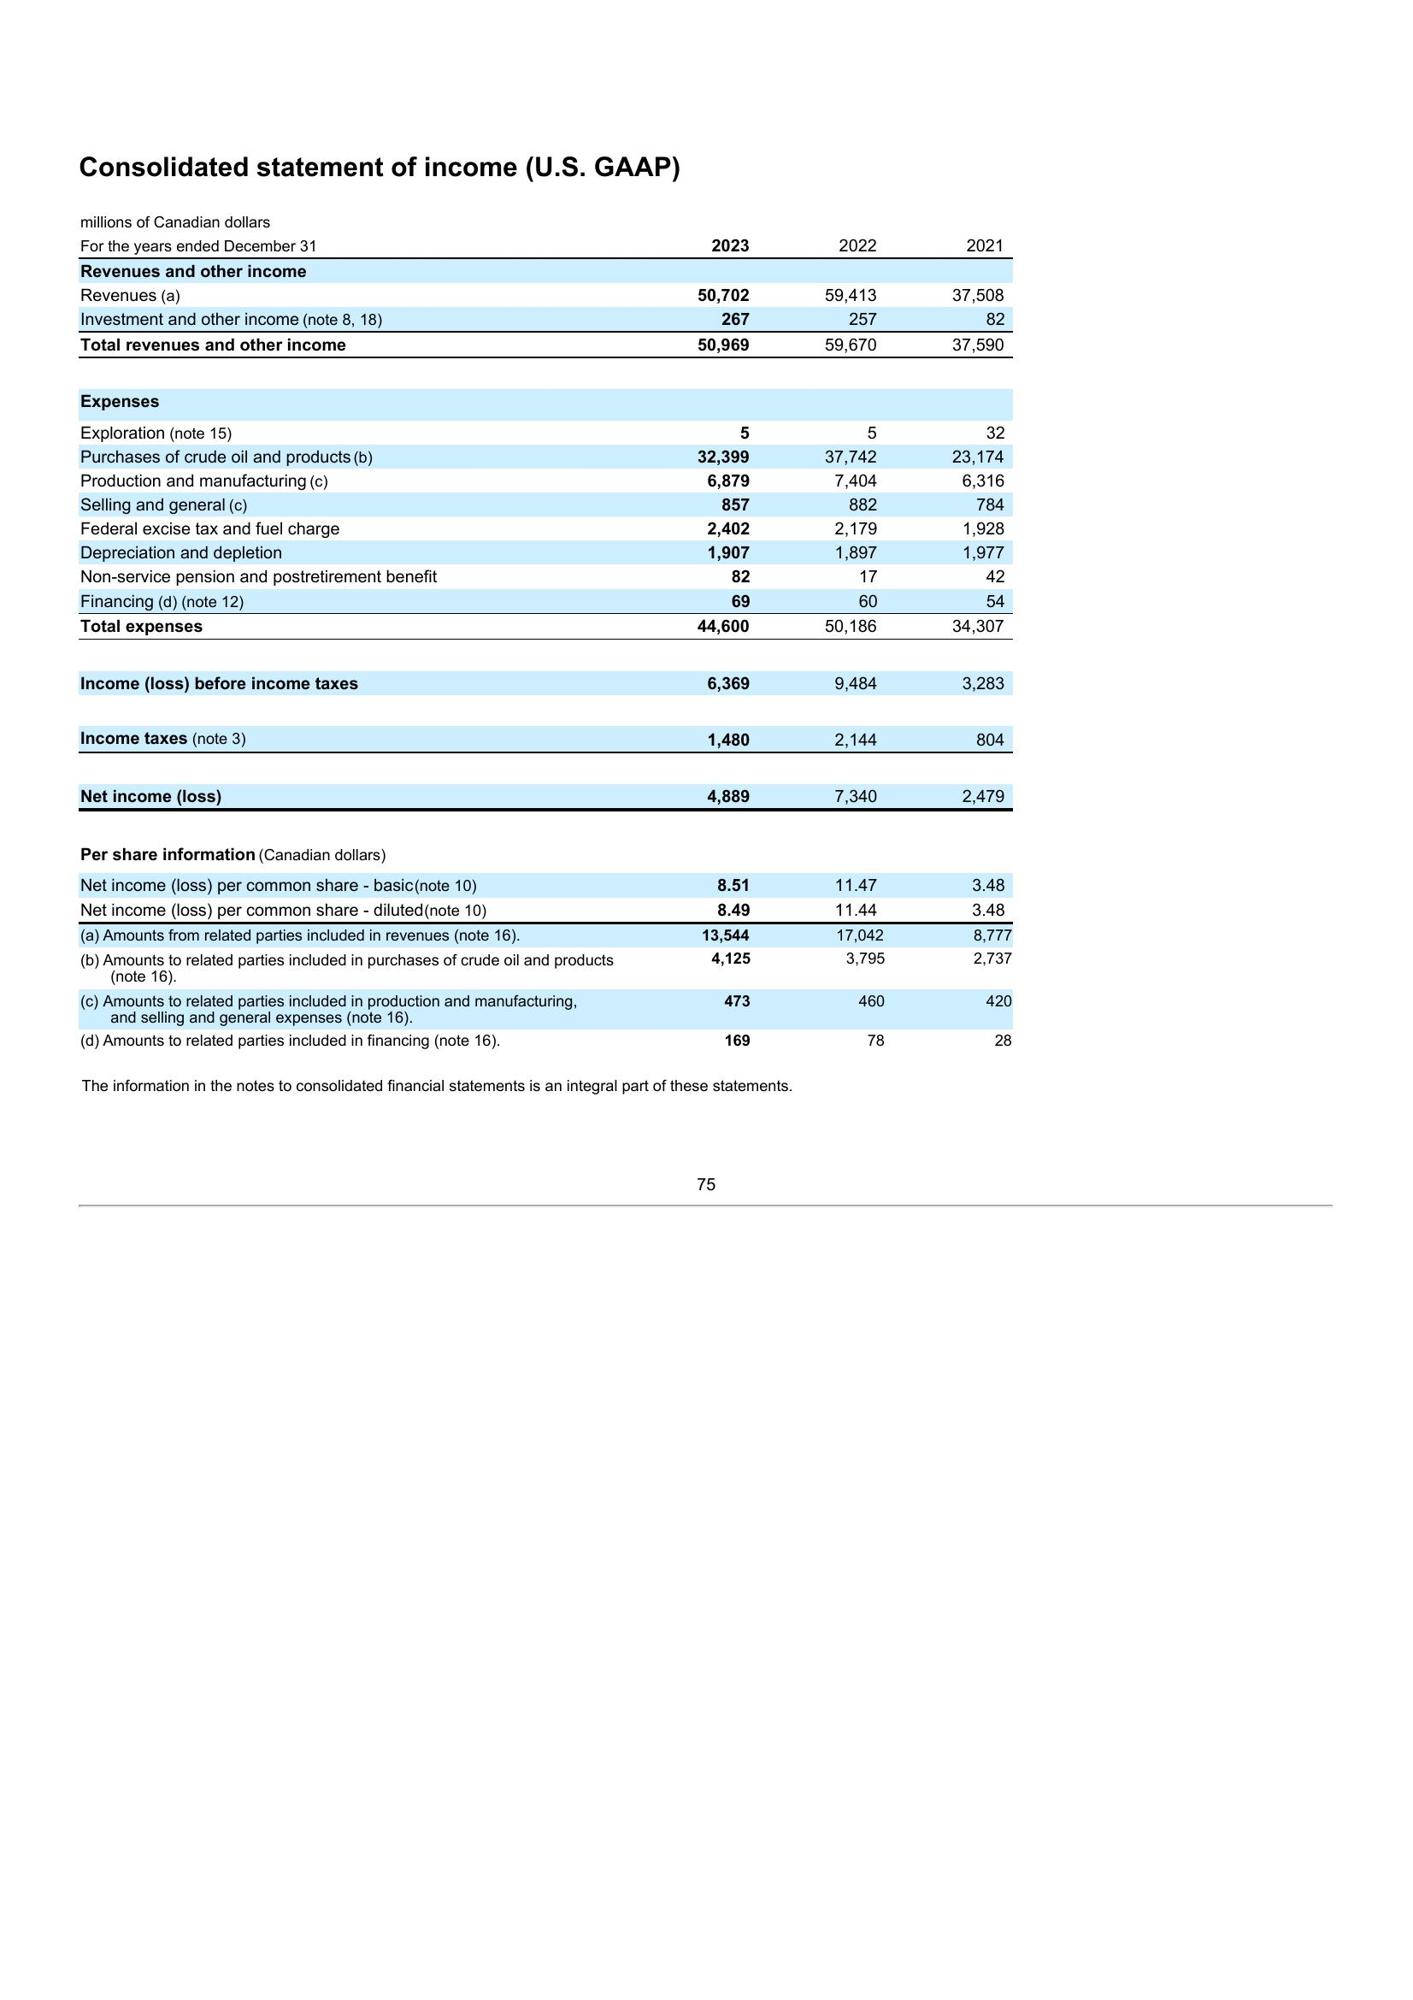 Consolidated statement of income (U.S. GAAP)
millions of Canadian dollars
For the years ended December 31 2023 2022 2021
Revenues and other income
Revenues (a) 50,702 59,413 37,508
Investment and other income (note 8, 18) 267 257 82
Total revenues and other income 50,969 59,670 37,590
Expenses
Exploration (note 15) 5 5 32
Purchases of crude oil and products (b) 32,399 37,742 23,174
Production and manufacturing (c) 6,879 7,404 6,316
Selling and general (c) 857 882 784
Federal excise tax and fuel charge 2,402 2,179 1,928
Depreciation and depletion 1,907 1,897 1,977
Non-service pension and postretirement benefit 82 17 42
Financing (d) (note 12) 69 60 54
Total expenses 44,600 50,186 34,307
Income (loss) before income taxes 6,369 9,484 3,283
Income taxes (note 3) 1,480 2,144 804
Net income (loss) 4,889 7,340 2,479
Per share information (Canadian dollars)
Net income (loss) per common share - basic (note 10) 8.51 11.47 3.48
Net income (loss) per common share - diluted (note 10) 8.49 11.44 3.48
(a) Amounts from related parties included in revenues (note 16). 13,544 17,042 8,777
(b) Amounts to related parties included in purchases of crude oil and products 4,125 3,795 2,737
(note 16).
(c) Amounts to related parties included in production and manufacturing, 473 460 420
and selling and general expenses (note 16).
(d) Amounts to related parties included in financing (note 16). 169 78 28
The information in the notes to consolidated financial statements is an integral part of these statements.
75